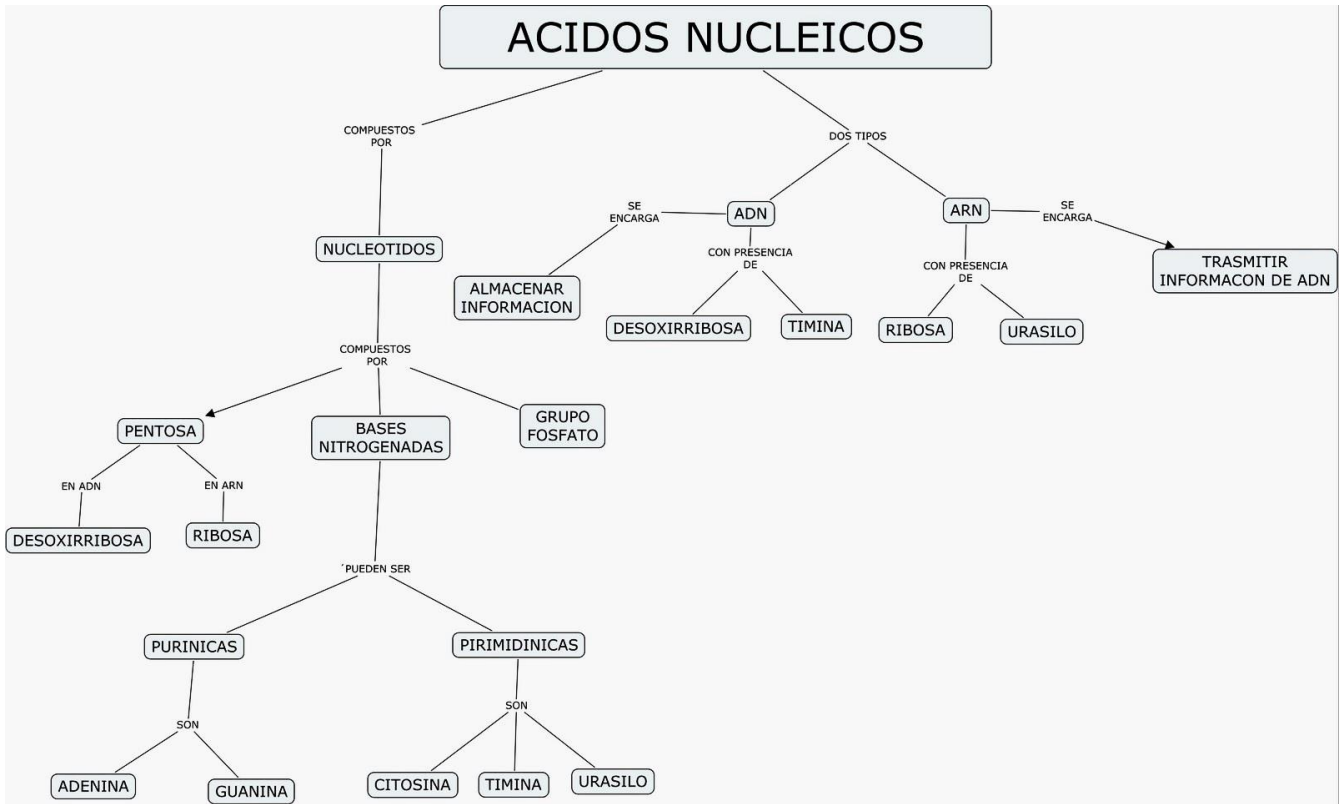 ACIDOS NUCLEICOS
COMPUESTOS
POR
DOS TIPOS
NUCLEOTIDOS
SE
ENCARGA
ADN
ARN
SE
ENCARGA
ALMACENAR
INFORMACION
CON PRESENCIA
DE
DESOXIRRIBOSA
TIMINA
CON PRESENCIA
DE
RIBOSA
URASILO
TRASMITIR
INFORMACON DE ADN
COMPUESTOS
POR
PENTOSA
BASES
NITROGENADAS
GRUPO
FOSFATO
EN ADN
EN ARN
DESOXIRRIBOSA
RIBOSA
´PUEDEN SER
PURINICAS
PIRIMIDINICAS
SON
SON
ADENINA
GUANINA
CITOSINA
TIMINA
URASILO